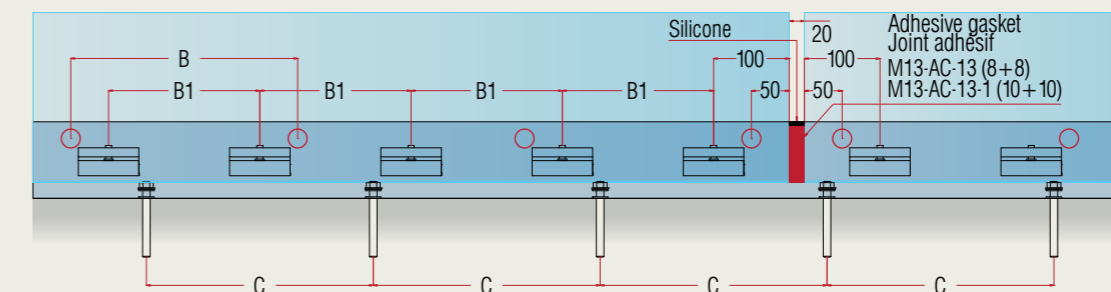 Silicone
20
Adhesive gasket
Joint adhésif
M13-AC-13 (8+8)
M13-AC-13-1 (10+10)
B
100
100
B1
B1
B1
B1
50
50
C
C
C
C